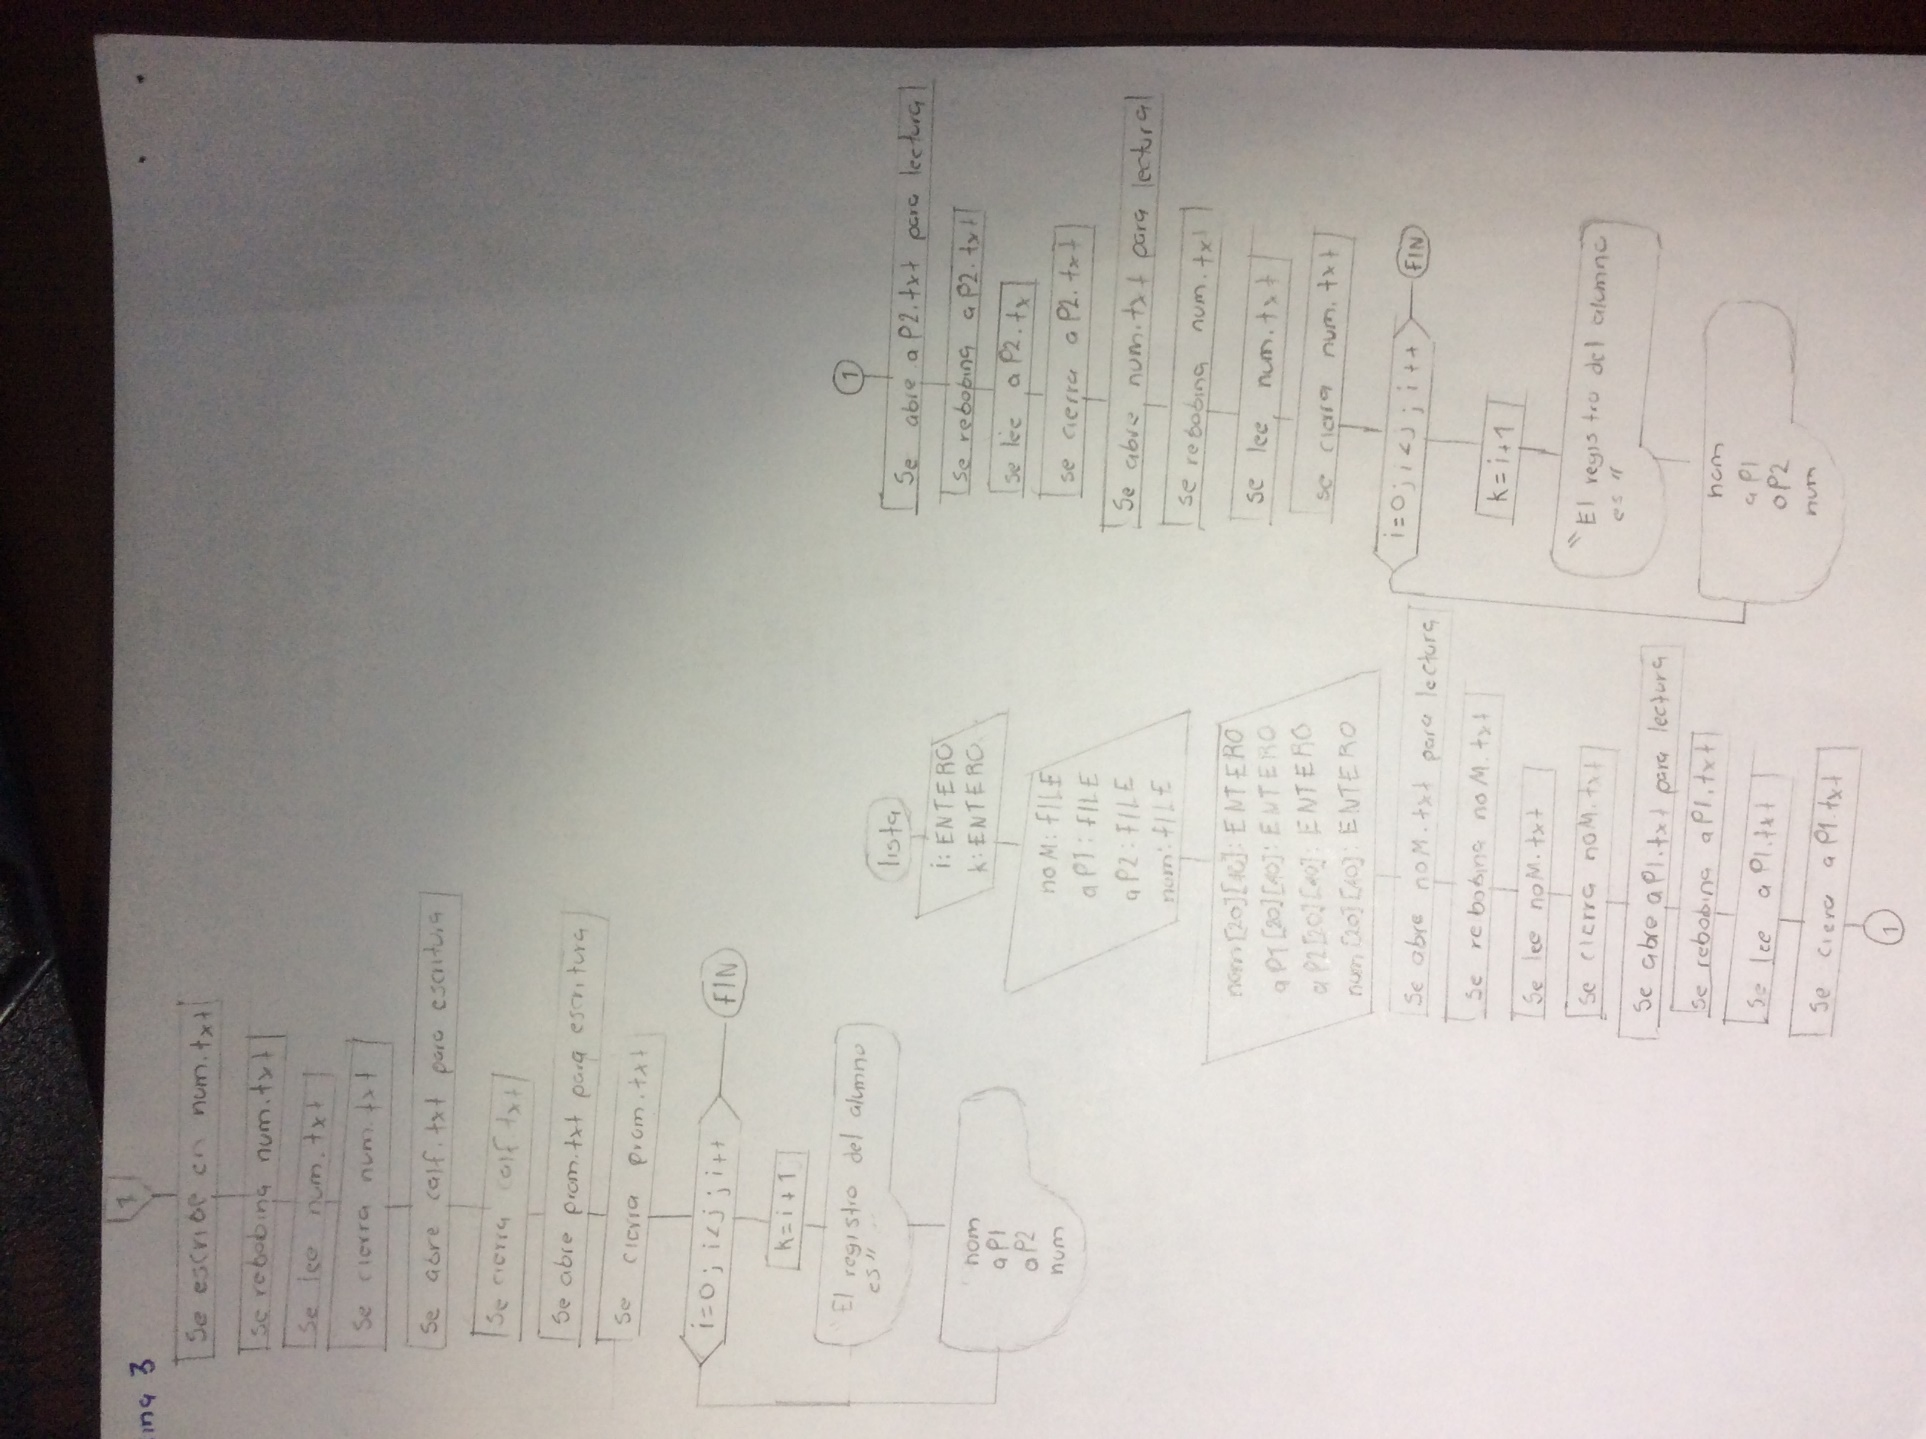 ina 3
1
Se escribe en num.txt
Se rebobina num.txt
Se lee num.txt
Se cierra num.txt
Se abre calf.txt para escritura
Se cierra calf.txt
Se abre prom.txt para escritura
Se cierra prom.txt
i=0; i<j; i++
FIN
k=i+1
"El registro del alumno
es"
nom
aP1
aP2
num
lista
i: ENTERO
k: ENTERO
noM: FILE
aP1: FILE
aP2: FILE
num: FILE
nom[20][40]: ENTERO
aP1[20][40]: ENTERO
aP2[20][40]: ENTERO
num[20][40]: ENTERO
Se abre noM.txt para lectura
Se rebobina noM.txt
Se lee noM.txt
Se cierra noM.txt
Se abre aP1.txt para lectura
Se rebobina aP1.txt
Se lee aP1.txt
Se ciera aP1.txt
1
1
Se abre aP2.txt para lectura
Se rebobina aP2.txt
Se lee aP2.tx
Se cierra aP2.txt
Se abre num.txt para lectura
Se rebobina num.txt
Se lee num.txt
Se ciera num.txt
i=0; i<j; i++
FIN
k=i+1
"El regstro del alumno
es"
nom
aP1
aP2
num